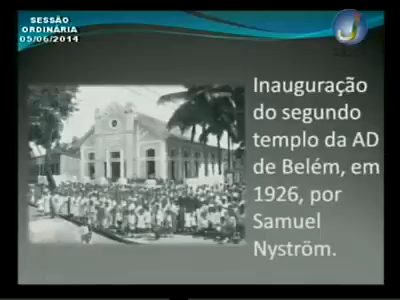 SESSÃO
ORDINÁRIA
05/06/2014
Inauguração
do segundo
templo da AD
de Belém, em
1926, por
Samuel
Nyström.